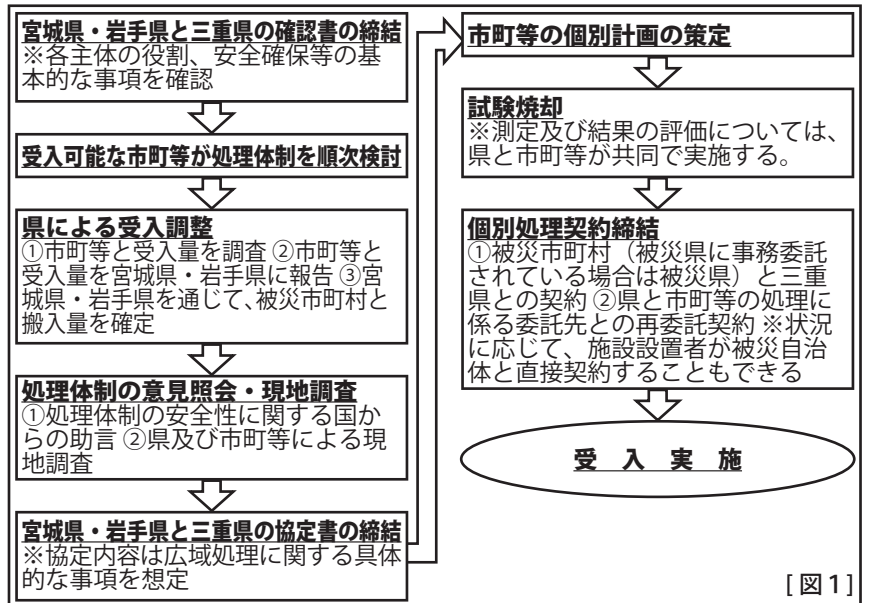 宮城県・岩手県と三重県の確認書の締結
※各主体の役割、安全確保等の基
本的な事項を確認
受入可能な市町等が処理体制を順次検討
県による受入調整
①市町等と受入量を調査 ②市町等と
受入量を宮城県・岩手県に報告 ③宮
城県・岩手県を通じて、被災市町村と
搬入量を確定
処理体制の意見照会・現地調査
①処理体制の安全性に関する国か
らの助言 ②県及び市町等による現
地調査
宮城県・岩手県と三重県の協定書の締結
※協定内容は広域処理に関する具体
的な事項を想定
市町等の個別計画の策定
試験焼却
※測定及び結果の評価については、
県と市町等が共同で実施する。
個別処理契約締結
①被災市町村（被災県に事務委託
されている場合は被災県）と三重
県との契約 ②県と市町等の処理に
係る委託先との再委託契約 ※状況
に応じて、施設設置者が被災自治
体と直接契約することもできる
受 入 実 施
[ 図 1 ]